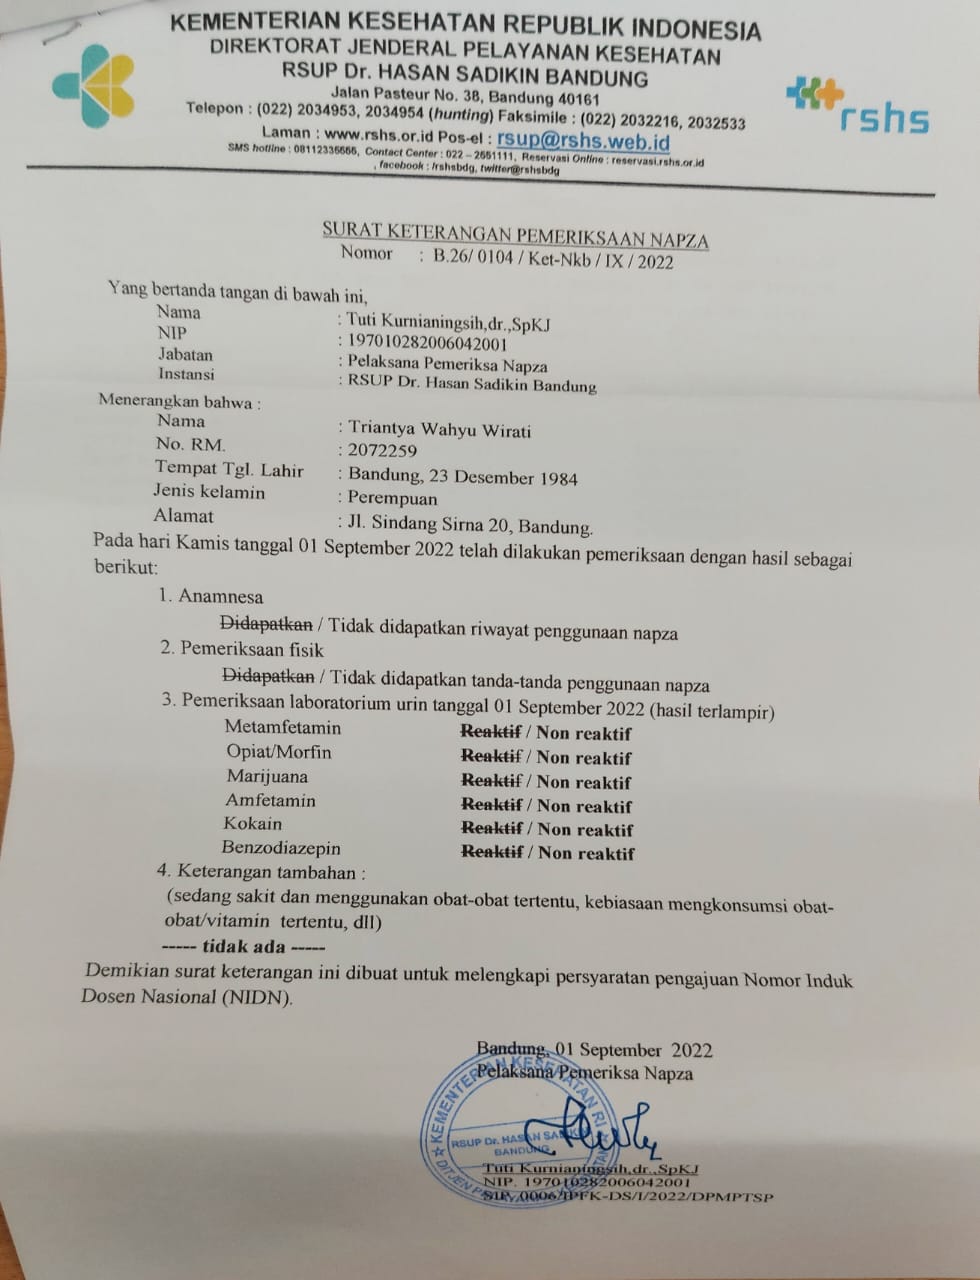 KEMENTERIAN KESEHATAN REPUBLIK INDONESIA
DIREKTORAT JENDERAL PELAYANAN KESEHATAN
RSUP Dr. HASAN SADIKIN BANDUNG
Jalan Pasteur No. 38, Bandung 40161
Telepon : (022) 2034953, 2034954 (hunting) Faksimile : (022) 2032216, 2032533
Laman : www.rshs.or.id Pos-el : rsup@rshs.web.id
SMS hotline : 08112335555, Contact Center : 022 – 2551111, Reservasi Online : reservasi.rshs.or.id
, facebook : /rshsbdg, twitter@rshsbdg
rshs
SURAT KETERANGAN PEMERIKSAAN NAPZA
Nomor : B.26/ 0104 / Ket-Nkb / IX / 2022
Yang bertanda tangan di bawah ini,
Nama : Tuti Kurnianingsih,dr.,SpKJ
NIP : 197010282006042001
Jabatan : Pelaksana Pemeriksa Napza
Instansi : RSUP Dr. Hasan Sadikin Bandung
Menerangkan bahwa :
Nama : Triantya Wahyu Wirati
No. RM. : 2072259
Tempat Tgl. Lahir : Bandung, 23 Desember 1984
Jenis kelamin : Perempuan
Alamat : Jl. Sindang Sirna 20, Bandung.
Pada hari Kamis tanggal 01 September 2022 telah dilakukan pemeriksaan dengan hasil sebagai
berikut:
1. Anamnesa
Didapatkan / Tidak didapatkan riwayat penggunaan napza
2. Pemeriksaan fisik
Didapatkan / Tidak didapatkan tanda-tanda penggunaan napza
3. Pemeriksaan laboratorium urin tanggal 01 September 2022 (hasil terlampir)
Metamfetamin Reaktif / Non reaktif
Opiat/Morfin Reaktif / Non reaktif
Marijuana Reaktif / Non reaktif
Amfetamin Reaktif / Non reaktif
Kokain Reaktif / Non reaktif
Benzodiazepin Reaktif / Non reaktif
4. Keterangan tambahan :
(sedang sakit dan menggunakan obat-obat tertentu, kebiasaan mengkonsumsi obat-
obat/vitamin tertentu, dll)
----- tidak ada -----
Demikian surat keterangan ini dibuat untuk melengkapi persyaratan pengajuan Nomor Induk
Dosen Nasional (NIDN).
Bandung, 01 September 2022
Pelaksana Pemeriksa Napza
KEMENTERIAN KESEHATAN RI
RSUP Dr. HASAN SADIKIN
BANDUNG
Tuti Kurnianingsih,dr.,SpKJ
NIP. 197010282006042001
SIP. 0006/IPFK-DS/I/2022/DPMPTSP